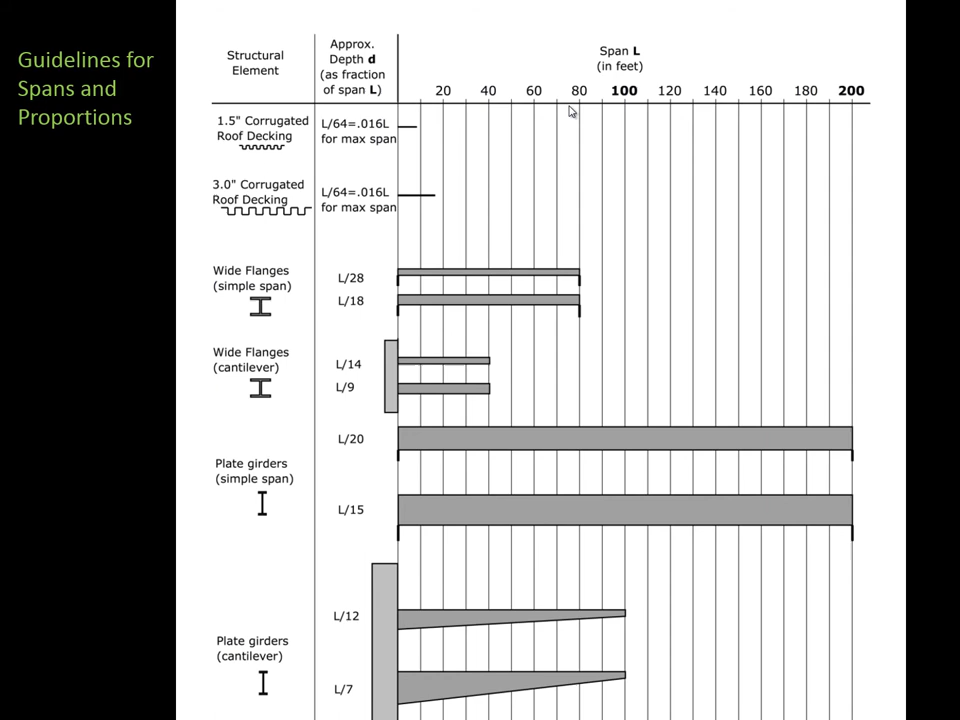 Guidelines for
Spans and
Proportions
Structural
Element
Approx.
Depth d
(as fraction
of span L)
Span L
(in feet)
20 40 60 80 100 120 140 160 180 200
1.5" Corrugated
Roof Decking
L/64=.016L
for max span
3.0" Corrugated
Roof Decking
L/64=.016L
for max span
Wide Flanges
(simple span)
L/28
L/18
Wide Flanges
(cantilever)
L/14
L/9
Plate girders
(simple span)
L/20
L/15
Plate girders
(cantilever)
L/12
L/7